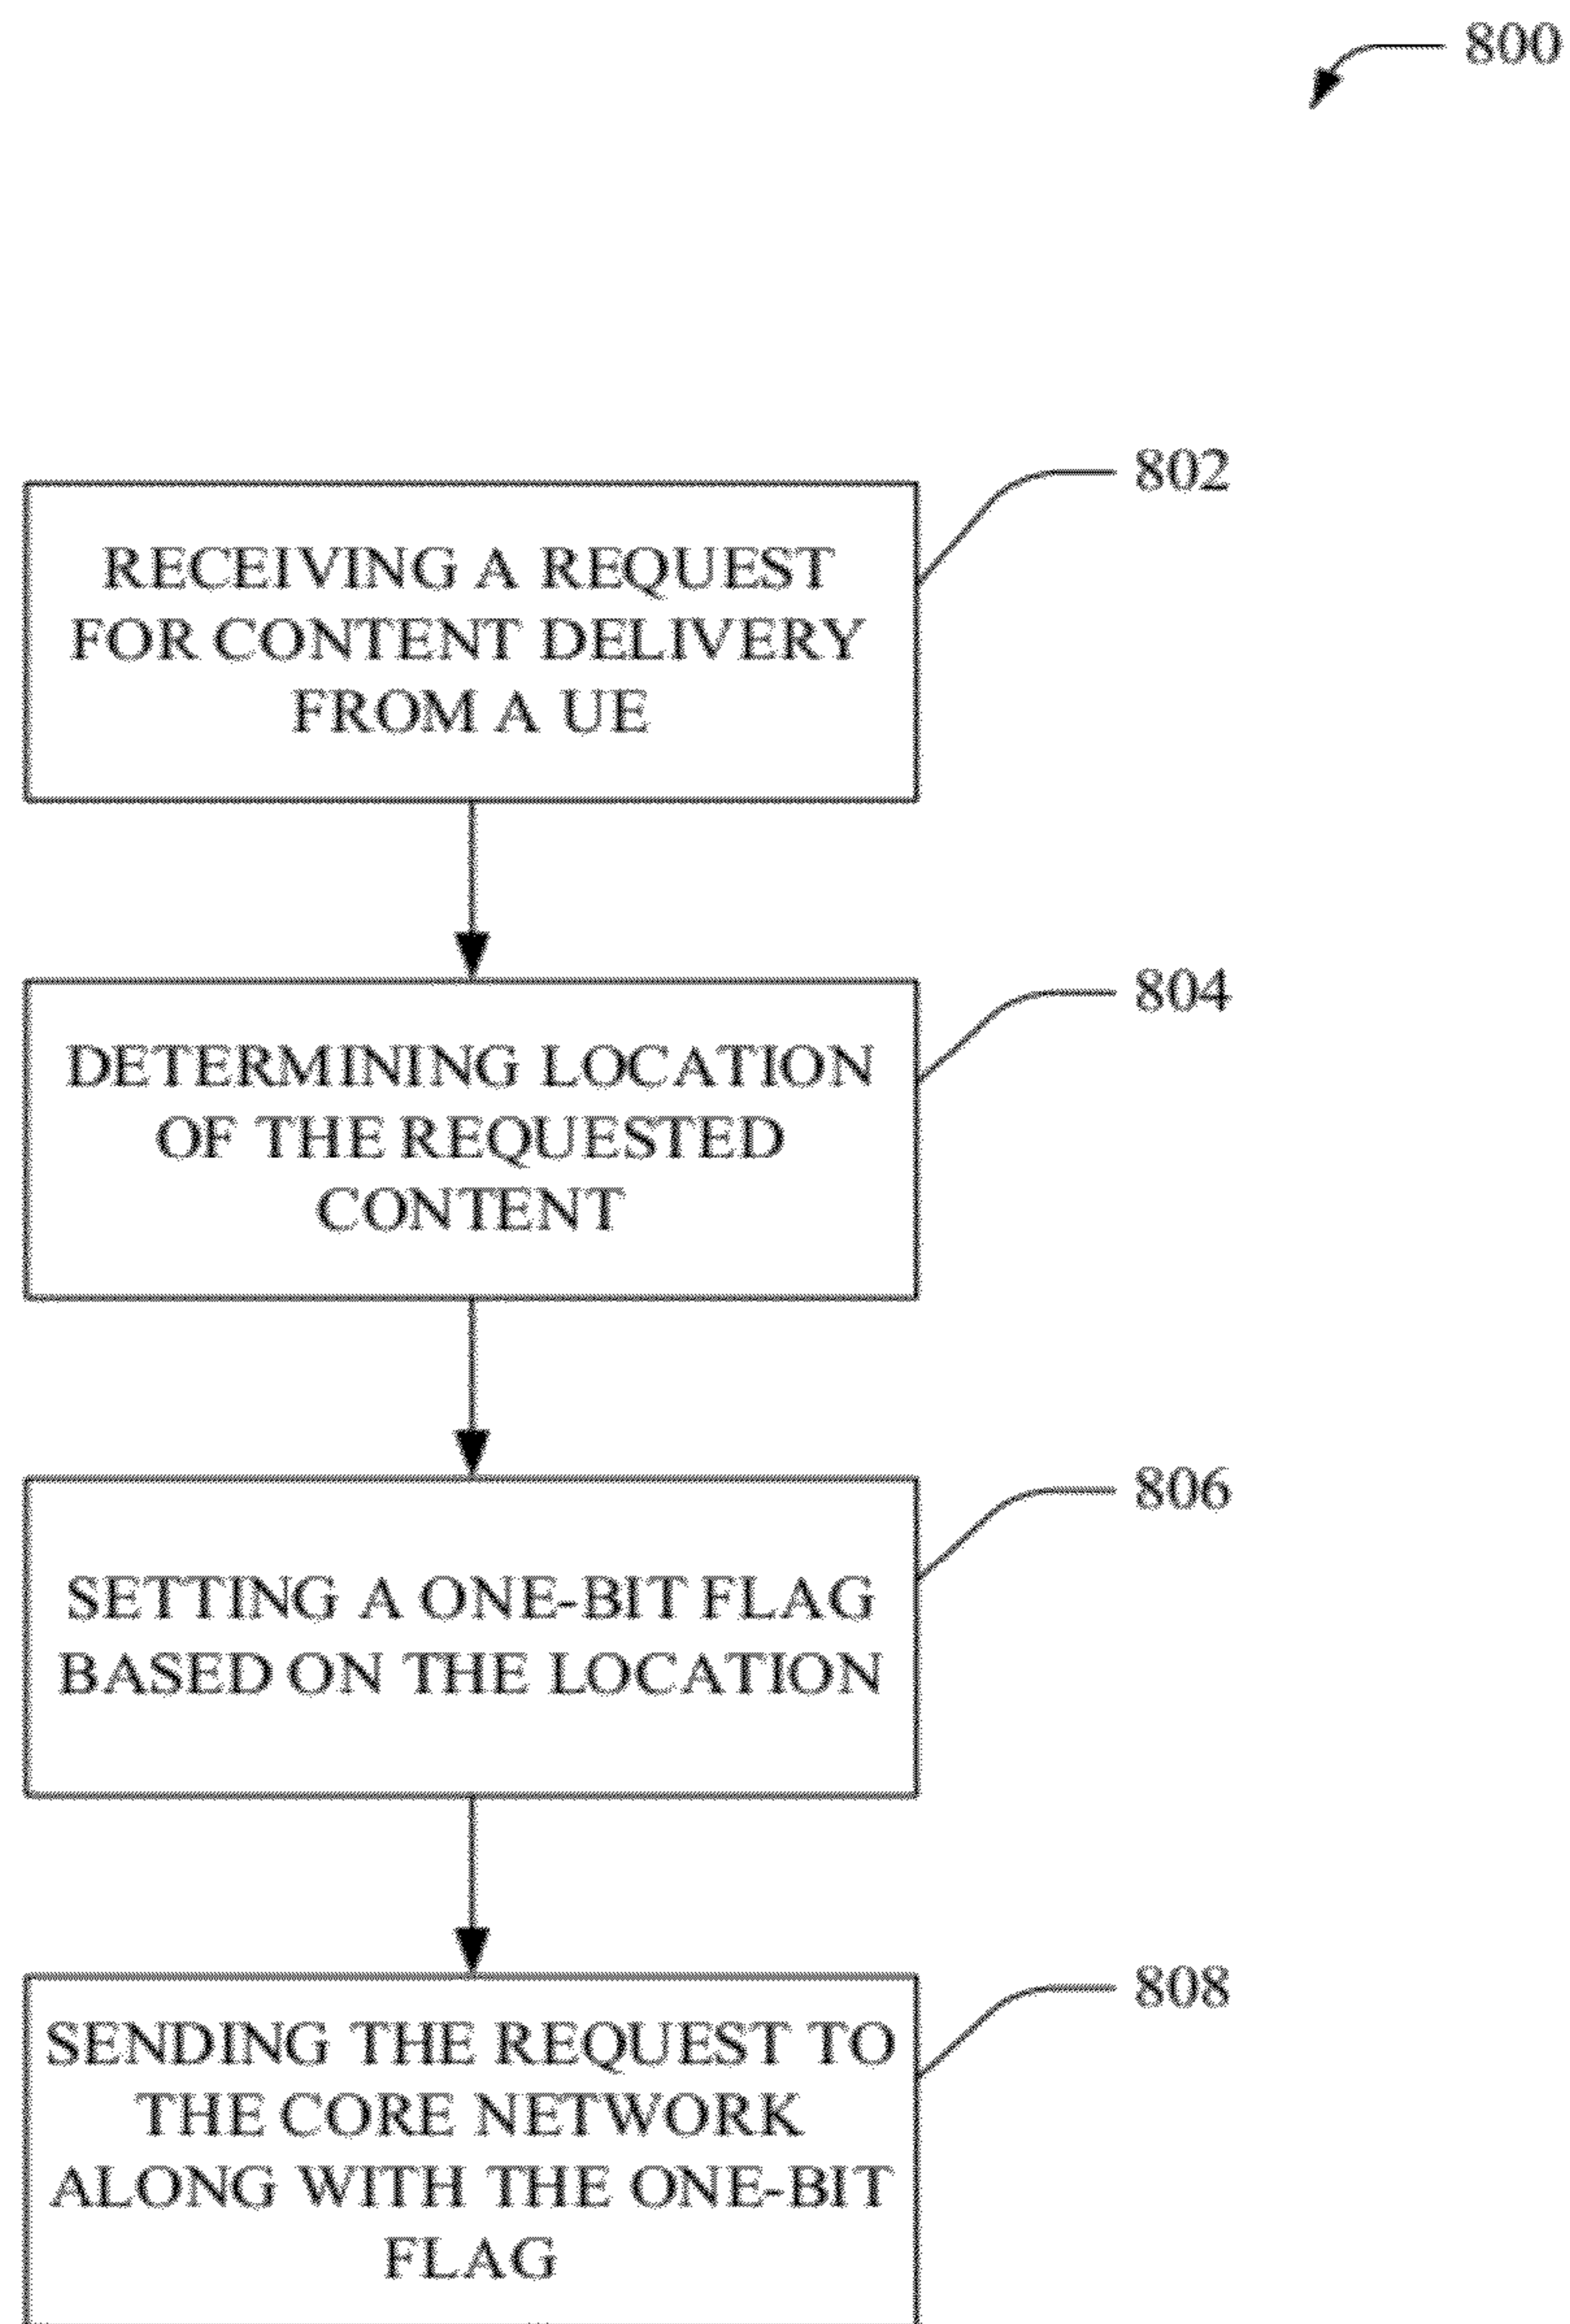 800
802
RECEIVING A REQUEST
FOR CONTENT DELIVERY
FROM A UE
804
DETERMINING LOCATION
OF THE REQUESTED
CONTENT
806
SETTING A ONE-BIT FLAG
BASED ON THE LOCATION
808
SENDING THE REQUEST TO
THE CORE NETWORK
ALONG WITH THE ONE-BIT
FLAG